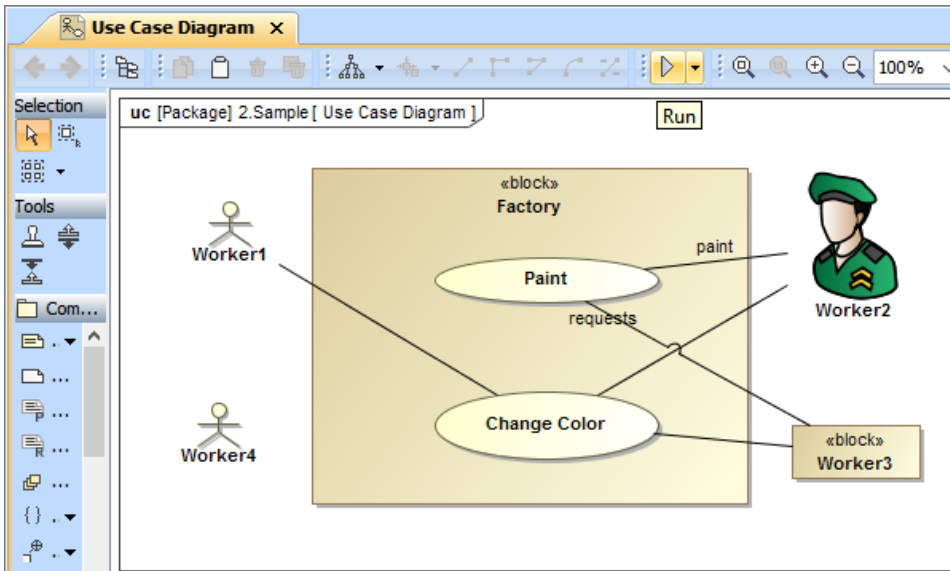 Use Case Diagram X
100%
Selection
uc [Package] 2.Sample [ Use Case Diagram ]
Run
«block»
Factory
Tools
Worker1
paint
Paint
Worker2
Com...
requests
..
...
P ...
Change Color
R ...
Worker4
«block»
Worker3
...
{ } ..
..